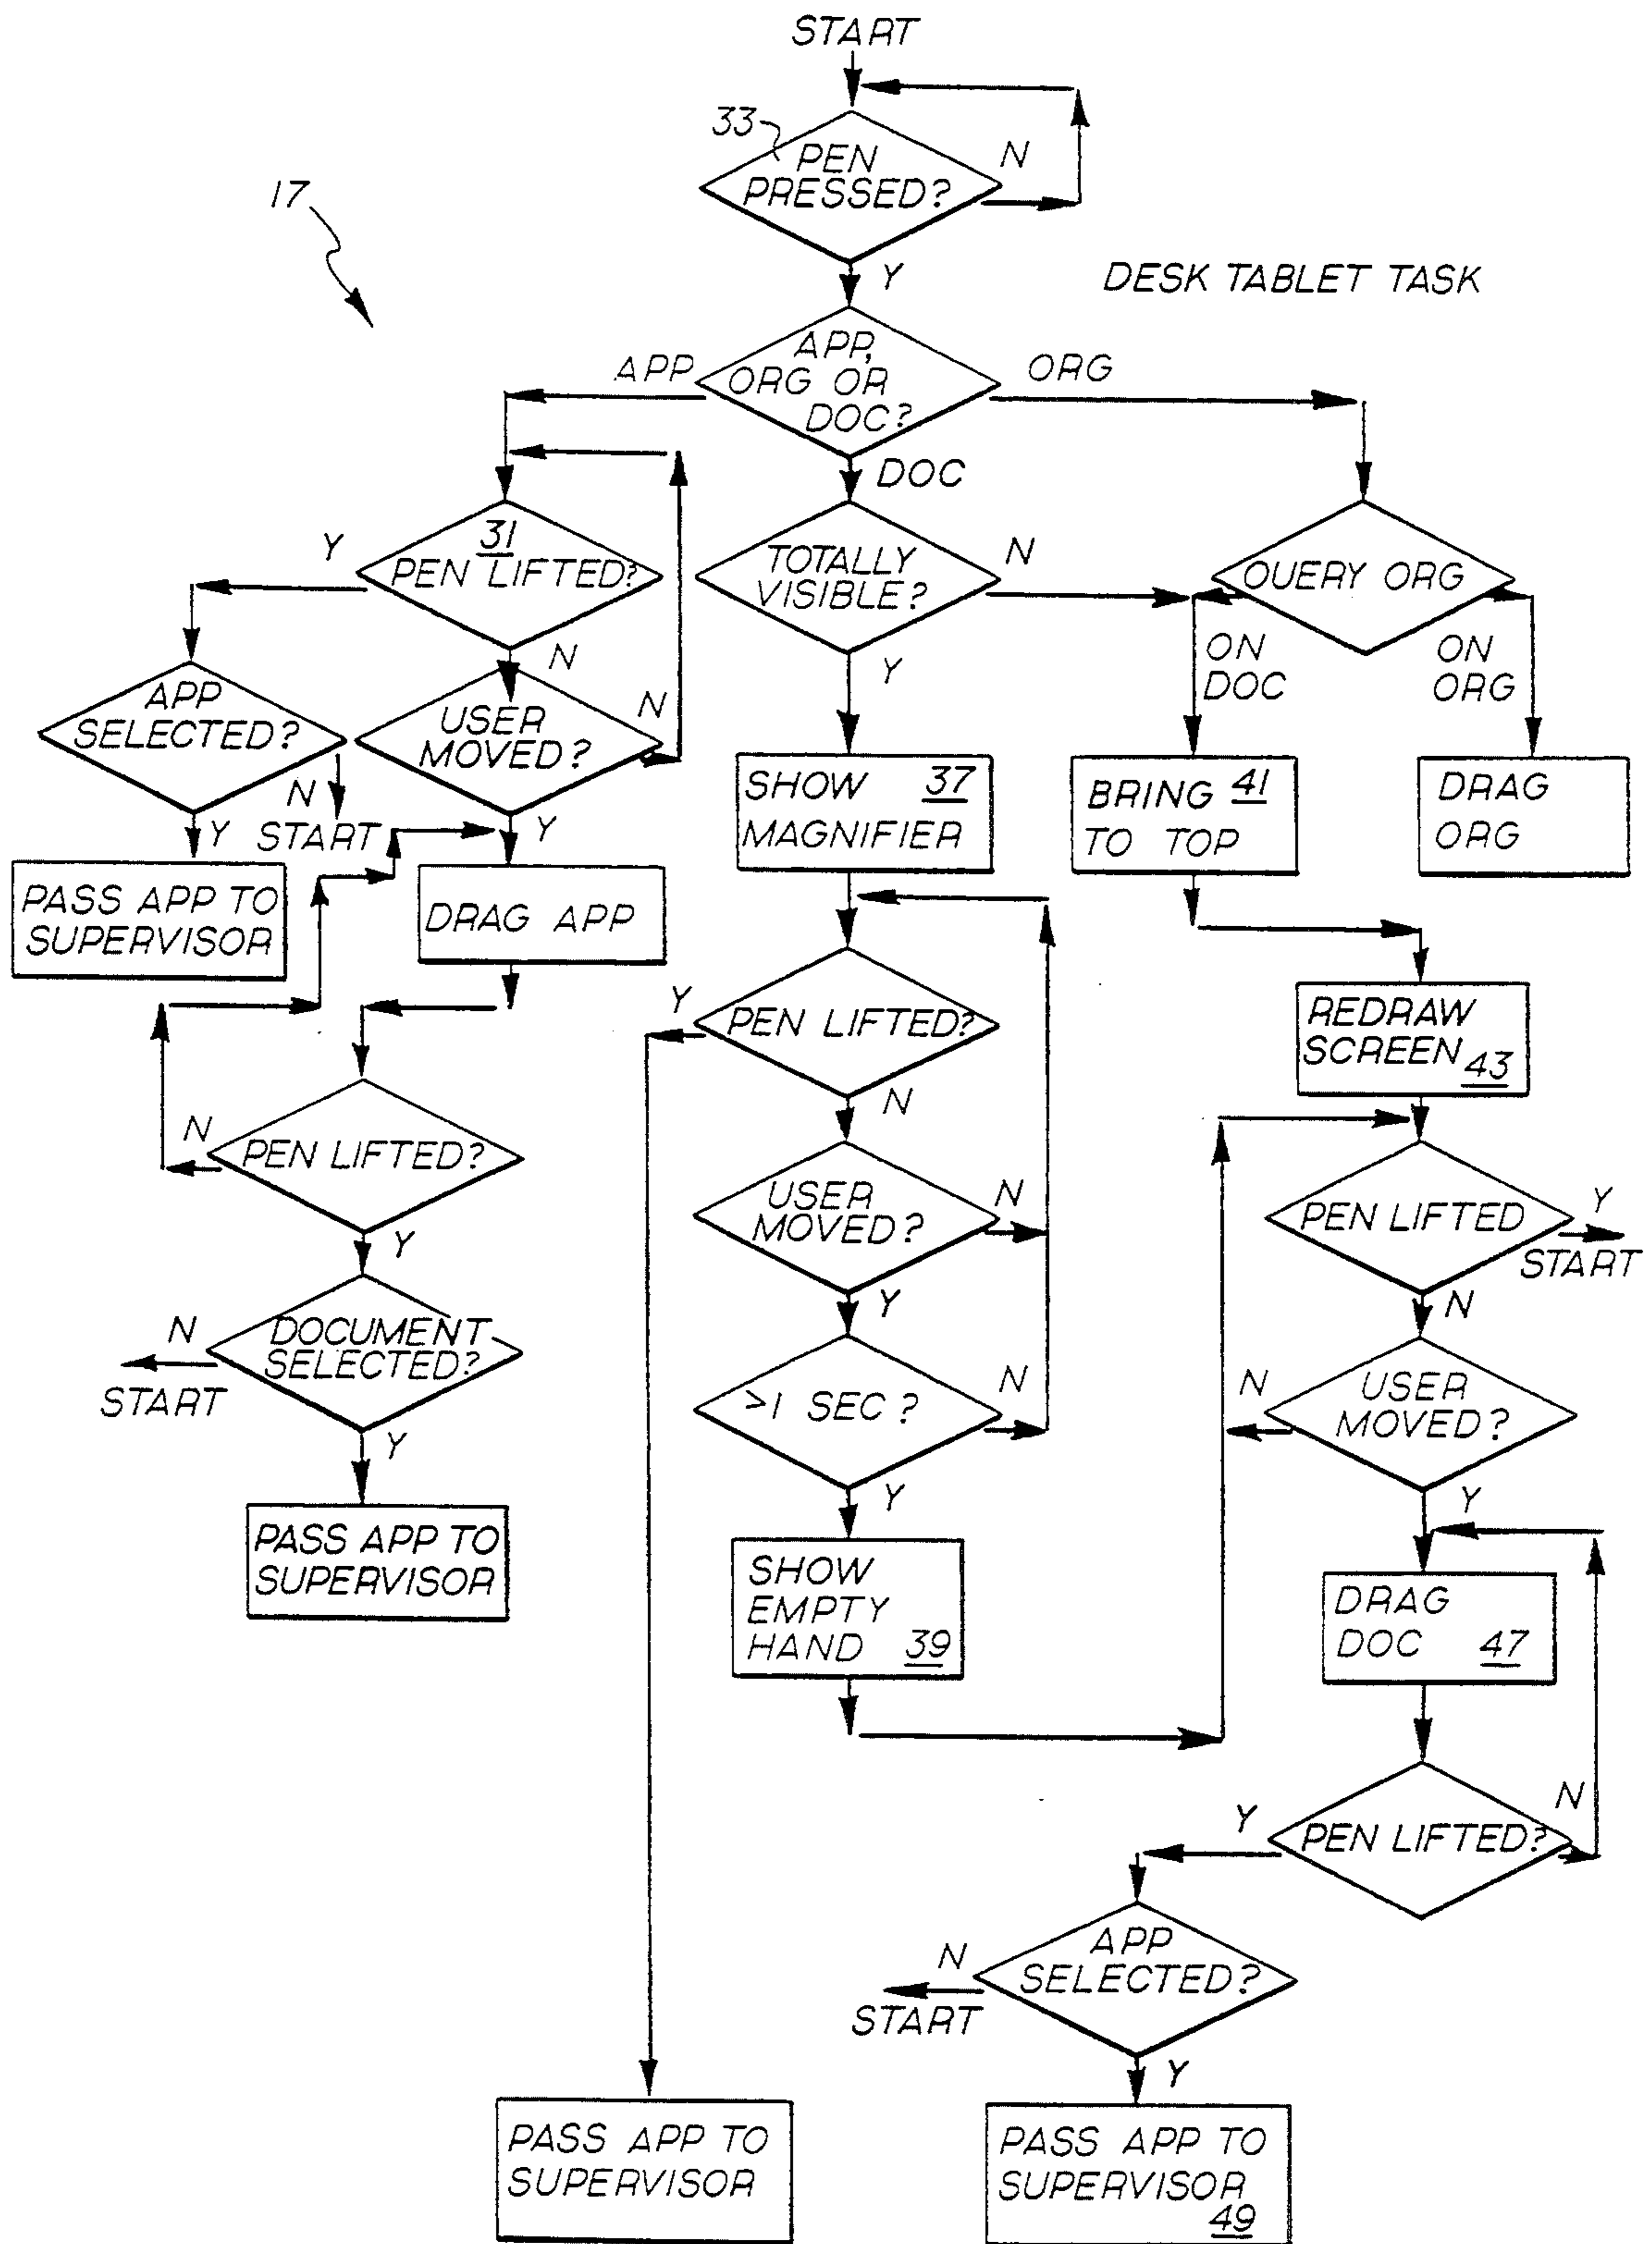 START
33
PEN
PRESSED?
N
17
Y
DESK TABLET TASK
APP,
ORG OR
DOC?
APP
ORG
DOC
31
PEN LIFTED?
Y
N
TOTALLY
VISIBLE?
N
Y
QUERY ORG
ON
DOC
ON
ORG
APP
SELECTED?
N
START
Y
USER
MOVED?
N
Y
SHOW 37
MAGNIFIER
BRING 41
TO TOP
DRAG
ORG
PASS APP TO
SUPERVISOR
DRAG APP
PEN LIFTED?
Y
N
REDRAW
SCREEN 43
PEN LIFTED?
N
Y
USER
MOVED?
N
Y
PEN LIFTED
Y
START
N
DOCUMENT
SELECTED?
N
START
Y
>1 SEC?
N
Y
USER
MOVED?
N
Y
PASS APP TO
SUPERVISOR
SHOW
EMPTY
HAND 39
DRAG
DOC 47
PEN LIFTED?
Y
N
APP
SELECTED?
N
START
Y
PASS APP TO
SUPERVISOR
PASS APP TO
SUPERVISOR
49